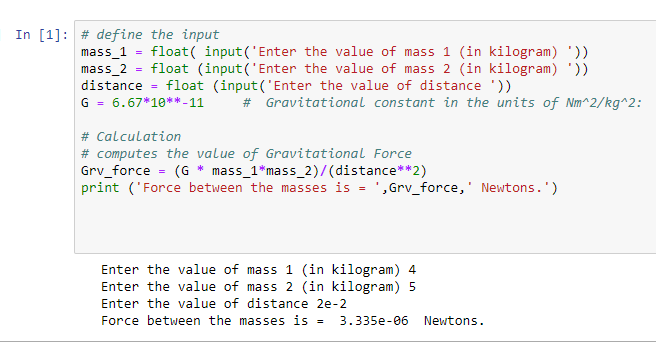 In [1]: # define the input
mass_1 = float( input('Enter the value of mass 1 (in kilogram) '))
mass_2 = float (input('Enter the value of mass 2 (in kilogram) '))
distance = float (input('Enter the value of distance '))
G = 6.67*10**-11     #  Gravitational constant in the units of Nm^2/kg^2:
# Calculation
# computes the value of Gravitational Force
Grv_force = (G * mass_1*mass_2)/(distance**2)
print ('Force between the masses is = ',Grv_force,' Newtons.')
Enter the value of mass 1 (in kilogram) 4
Enter the value of mass 2 (in kilogram) 5
Enter the value of distance 2e-2
Force between the masses is =  3.335e-06  Newtons.